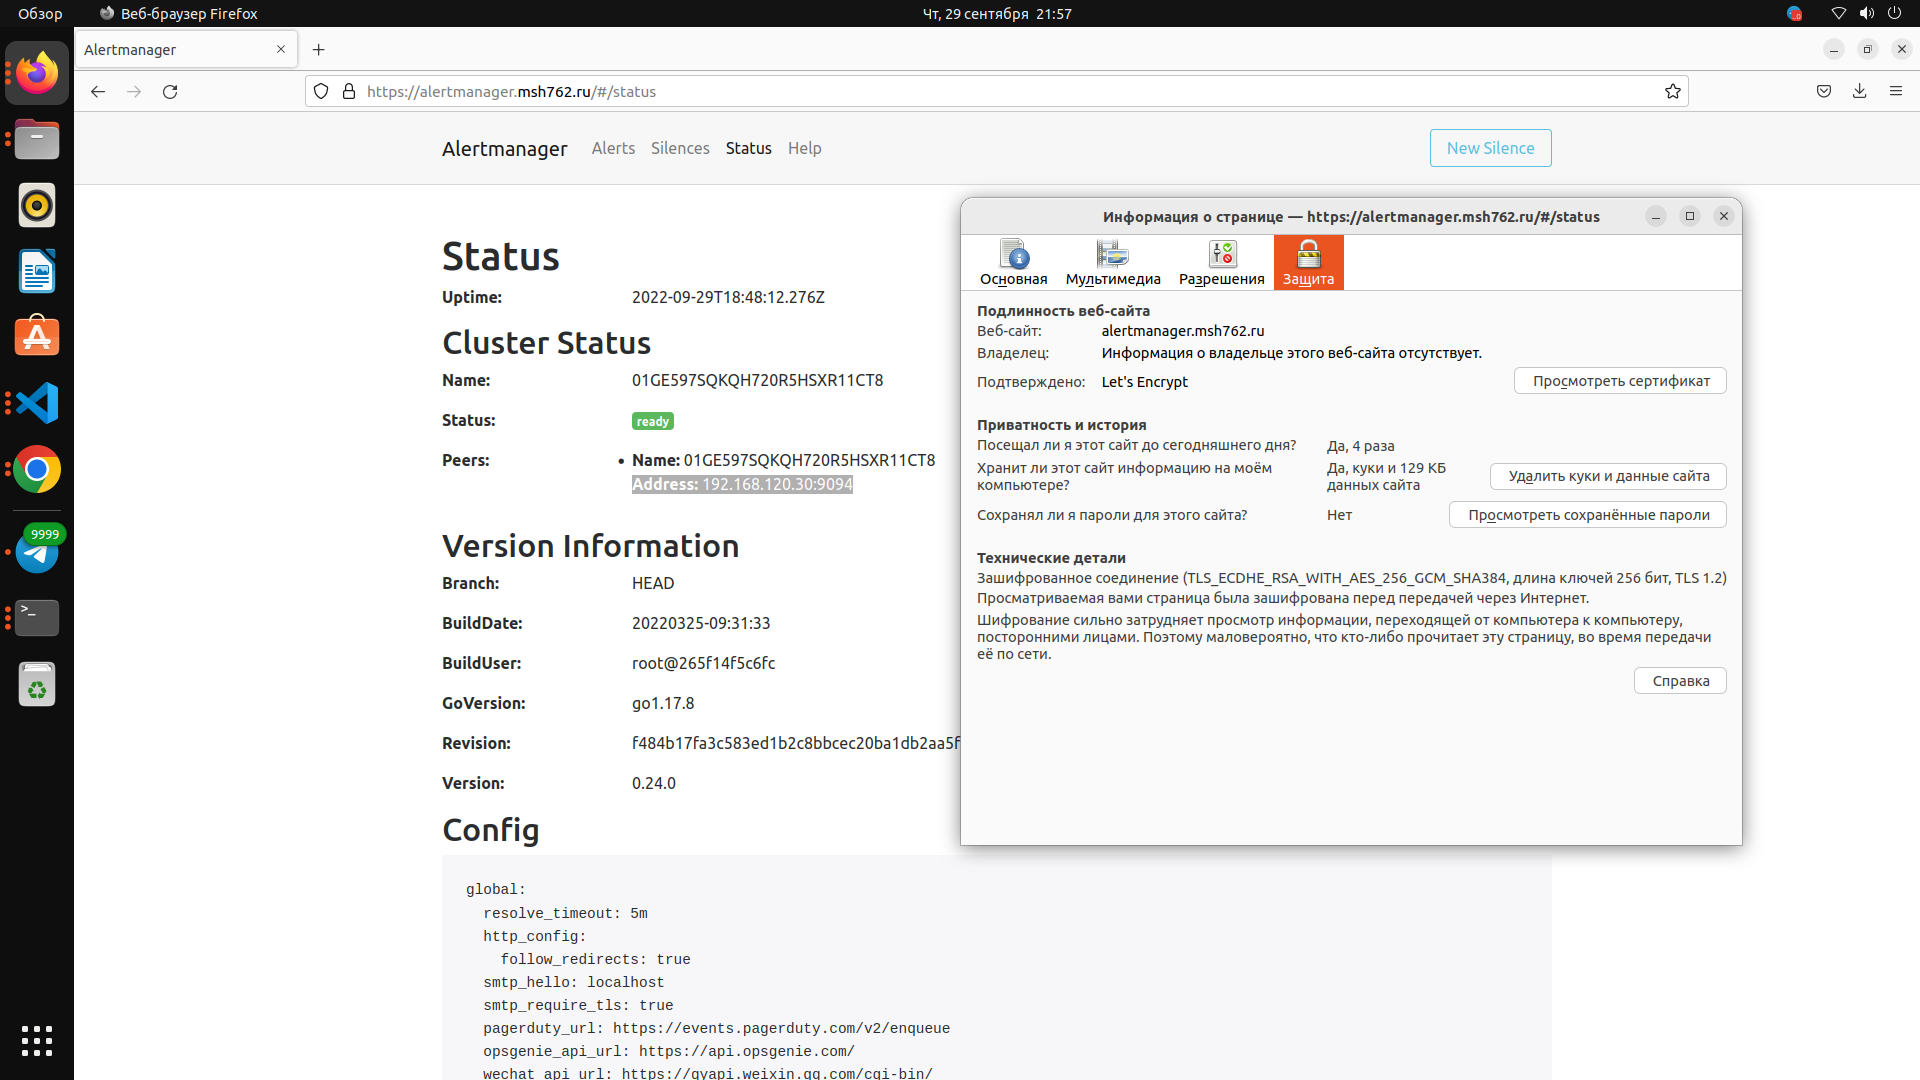 Обзор
Веб-браузер Firefox
Чт, 29 сентября 21:57
Alertmanager
https://alertmanager.msh762.ru/#/status
Alertmanager Alerts Silences Status Help
New Silence
Status
Uptime: 2022-09-29T18:48:12.276Z
Cluster Status
Name: 01GE597SQKQH720R5HSXR11CT8
Status: ready
Peers: • Name: 01GE597SQKQH720R5HSXR11CT8
Address: 192.168.120.30:9094
Version Information
Branch: HEAD
BuildDate: 20220325-09:31:33
BuildUser: root@265f14f5c6fc
GoVersion: go1.17.8
Revision: f484b17fa3c583ed1b2c8bbcec20ba1db2aa5f
Version: 0.24.0
Config
global:
resolve_timeout: 5m
http_config:
follow_redirects: true
smtp_hello: localhost
smtp_require_tls: true
pagerduty_url: https://events.pagerduty.com/v2/enqueue
opsgenie_api_url: https://api.opsgenie.com/
wechat_api_url: https://qyapi.weixin.qq.com/cgi-bin/
Информация о странице — https://alertmanager.msh762.ru/#/status
Основная Мультимедиа Разрешения Защита
Подлинность веб-сайта
Веб-сайт: alertmanager.msh762.ru
Владелец: Информация о владельце этого веб-сайта отсутствует.
Подтверждено: Let's Encrypt
Просмотреть сертификат
Приватность и история
Посещал ли я этот сайт до сегодняшнего дня? Да, 4 раза
Хранит ли этот сайт информацию на моём
компьютере?
Да, куки и 129 КБ
данных сайта
Удалить куки и данные сайта
Сохранял ли я пароли для этого сайта? Нет
Просмотреть сохранённые пароли
Технические детали
Зашифрованное соединение (TLS_ECDHE_RSA_WITH_AES_256_GCM_SHA384, длина ключей 256 бит, TLS 1.2)
Просматриваемая вами страница была зашифрована перед передачей через Интернет.
Шифрование сильно затрудняет просмотр информации, переходящей от компьютера к компьютеру,
посторонними лицами. Поэтому маловероятно, что кто-либо прочитает эту страницу, во время передачи
её по сети.
Справка
9999
>_